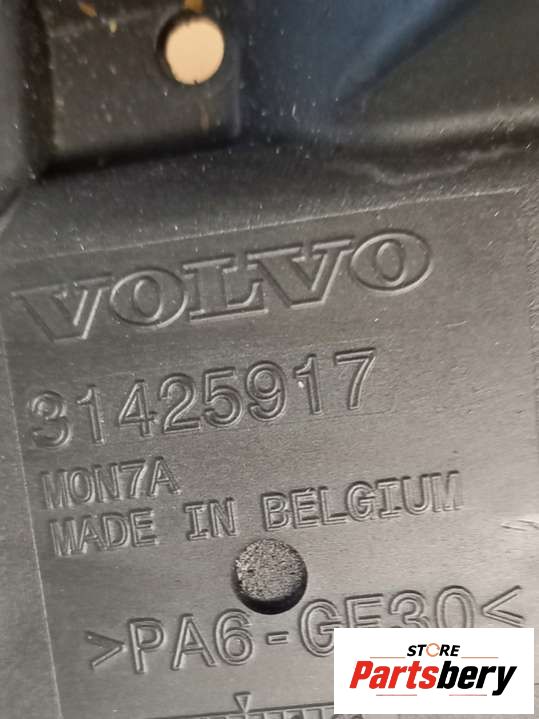 VOLVO
31425917
MON7A
MADE IN BELGIUM
>PA6-GF30<
STORE
Partsbery